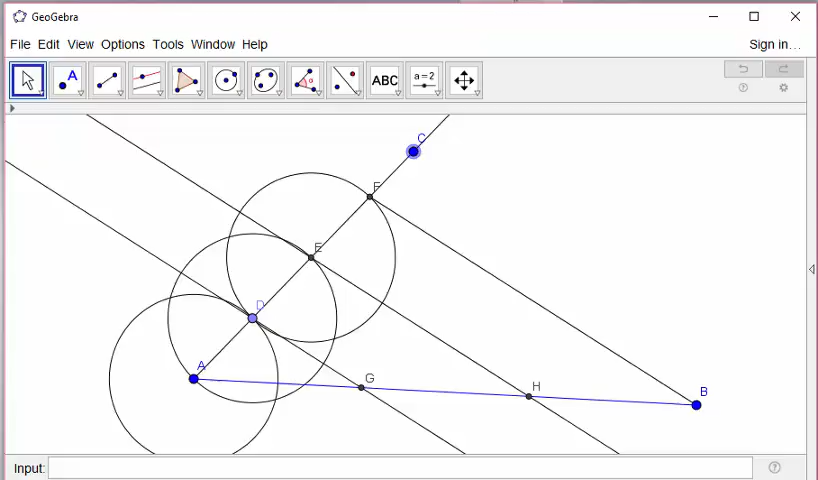 GeoGebra
File Edit View Options Tools Window Help Sign in...
A ABC a=2
C
F
E
D
A
G
H
B
Input: